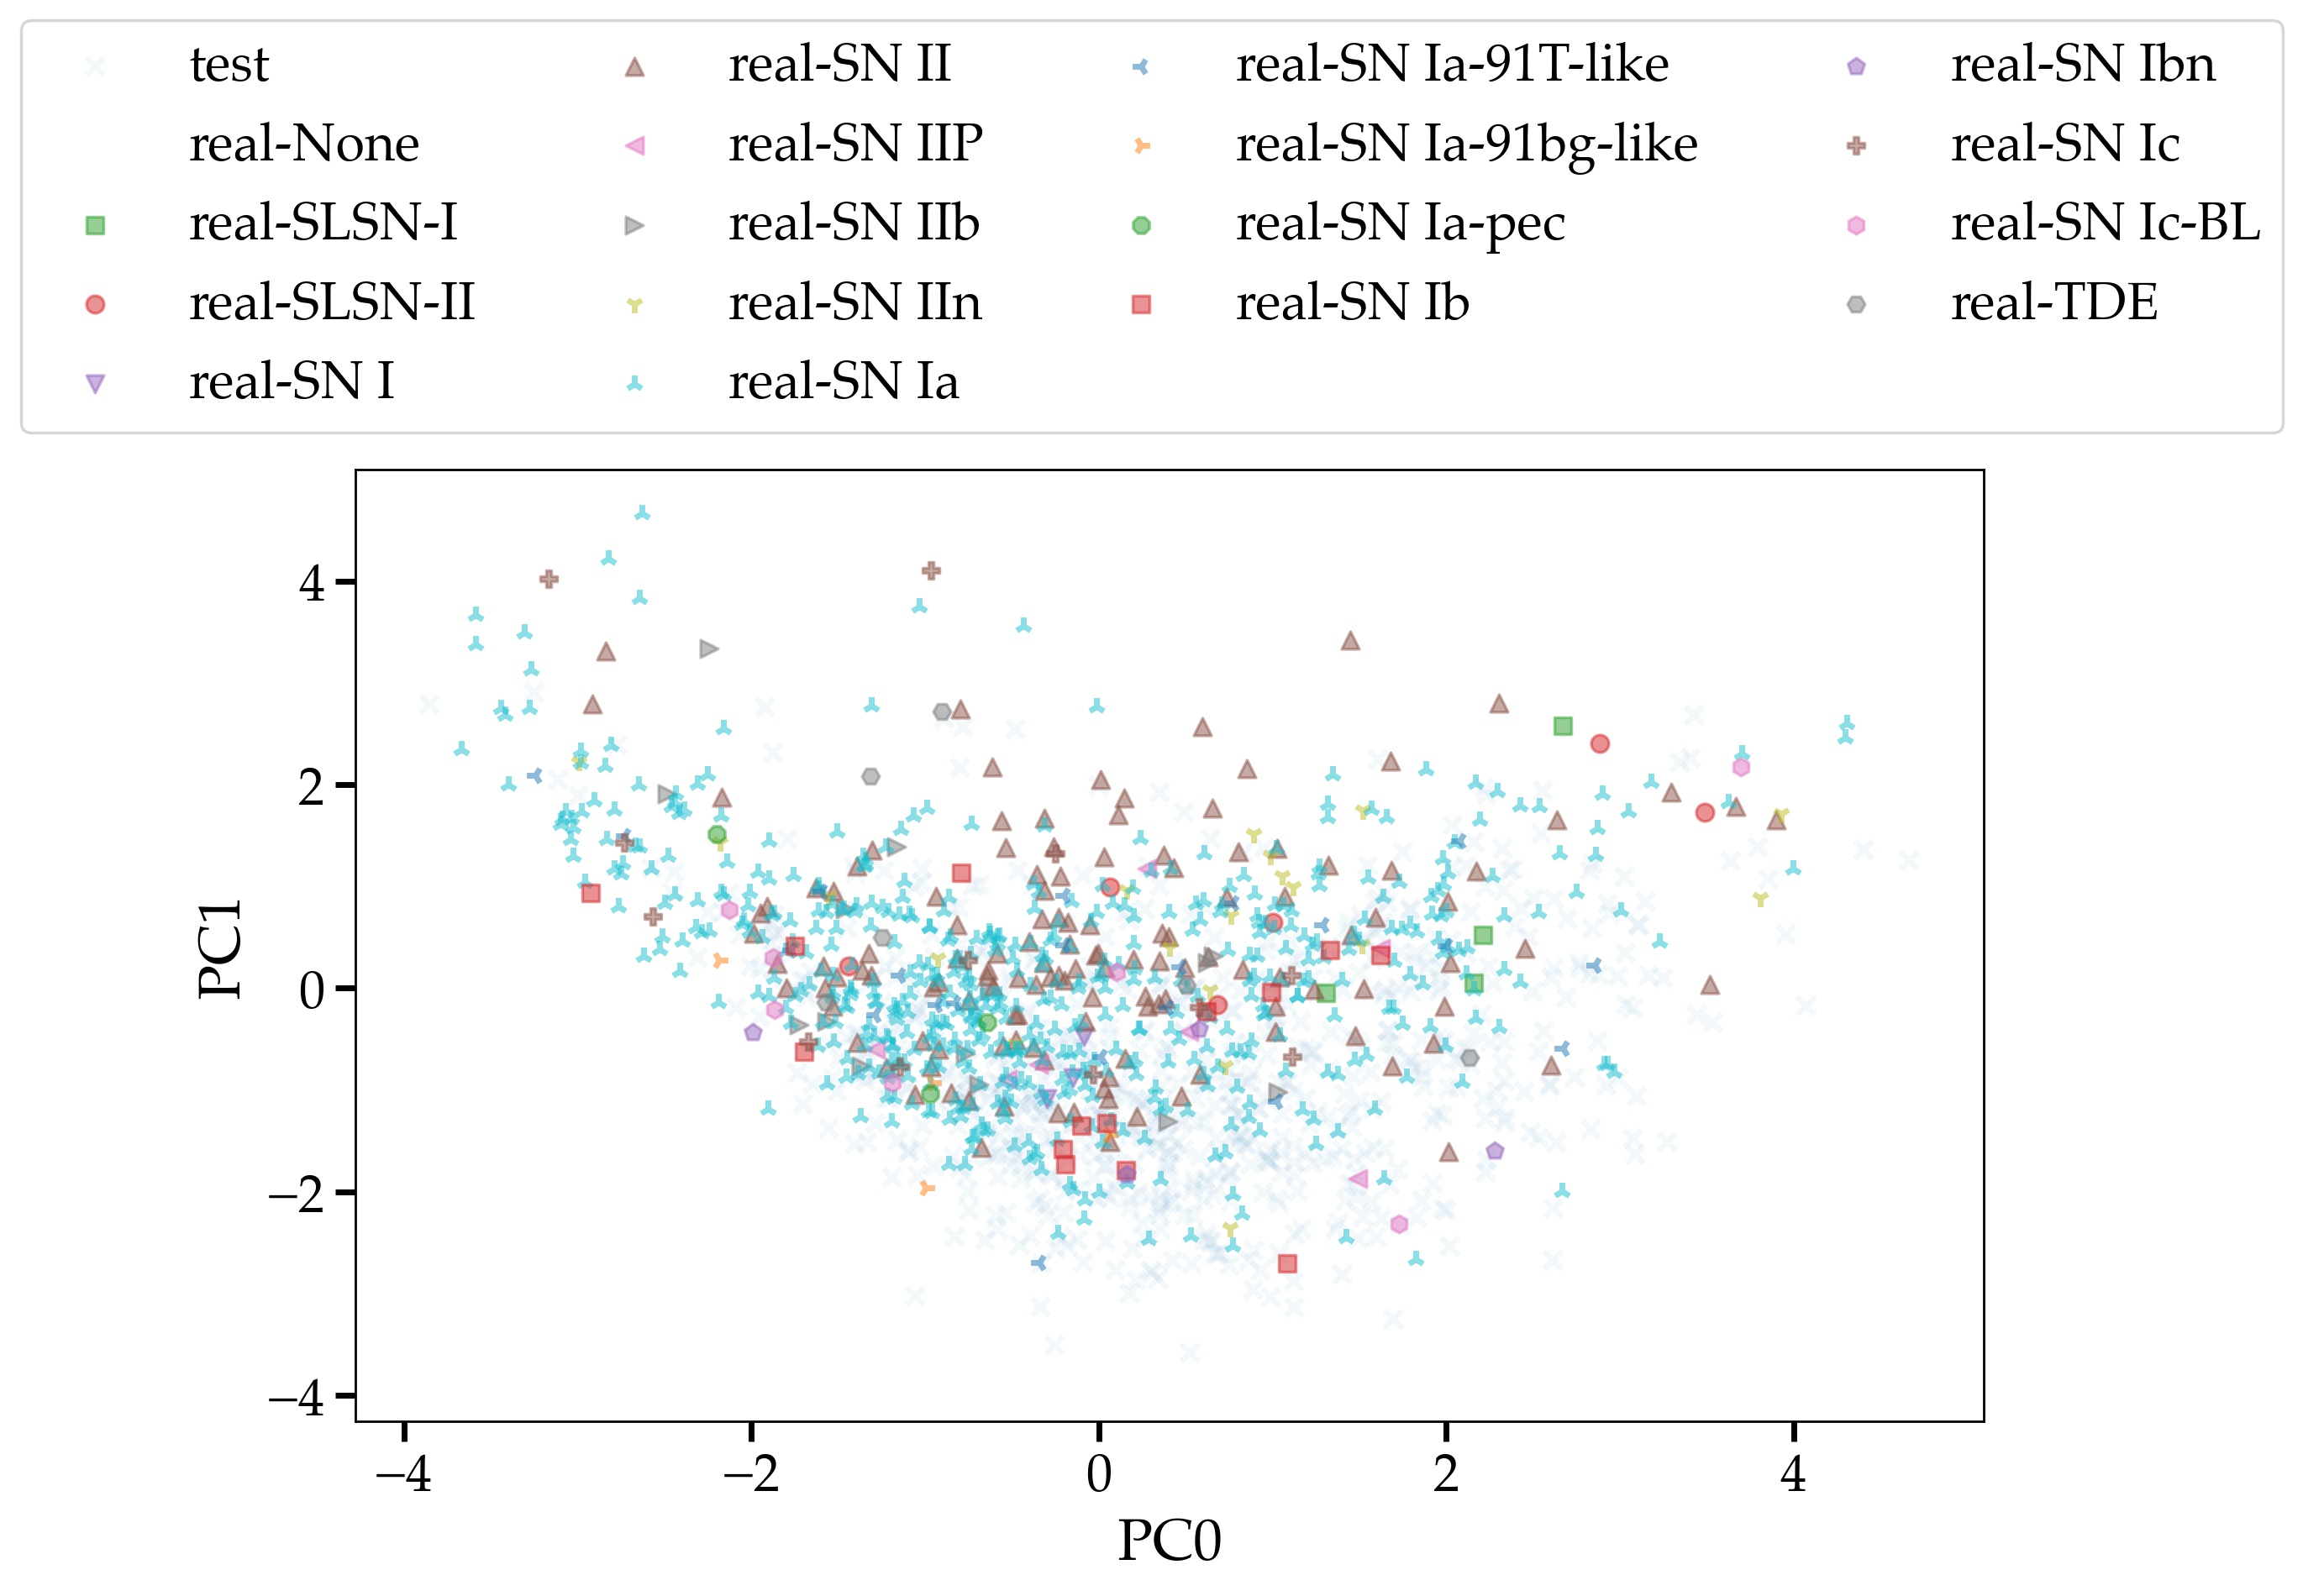 test
real-None
real-SLSN-I
real-SLSN-II
real-SN I
real-SN II
real-SN IIP
real-SN IIb
real-SN IIn
real-SN Ia
real-SN Ia-91T-like
real-SN Ia-91bg-like
real-SN Ia-pec
real-SN Ib
real-SN Ibn
real-SN Ic
real-SN Ic-BL
real-TDE
PC1
4
2
0
−2
−4
−4
−2
0
2
4
PC0